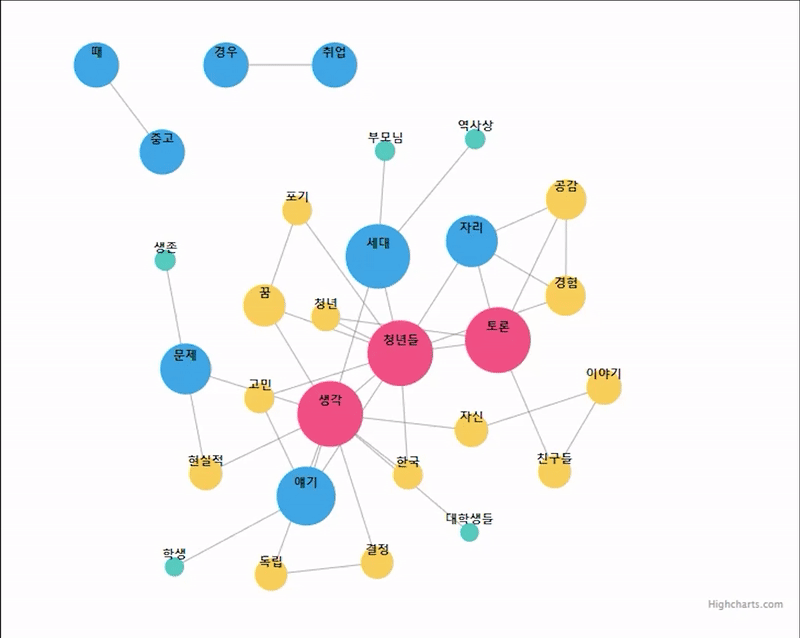 때
경우
취업
중고
부모님
역사상
포기
공감
자리
세대
생존
꿈
청년
경험
청년들
토론
문제
고민
이야기
생각
자신
현실적
한국
친구들
얘기
대학생들
학생
독립
결정
Highcharts.com